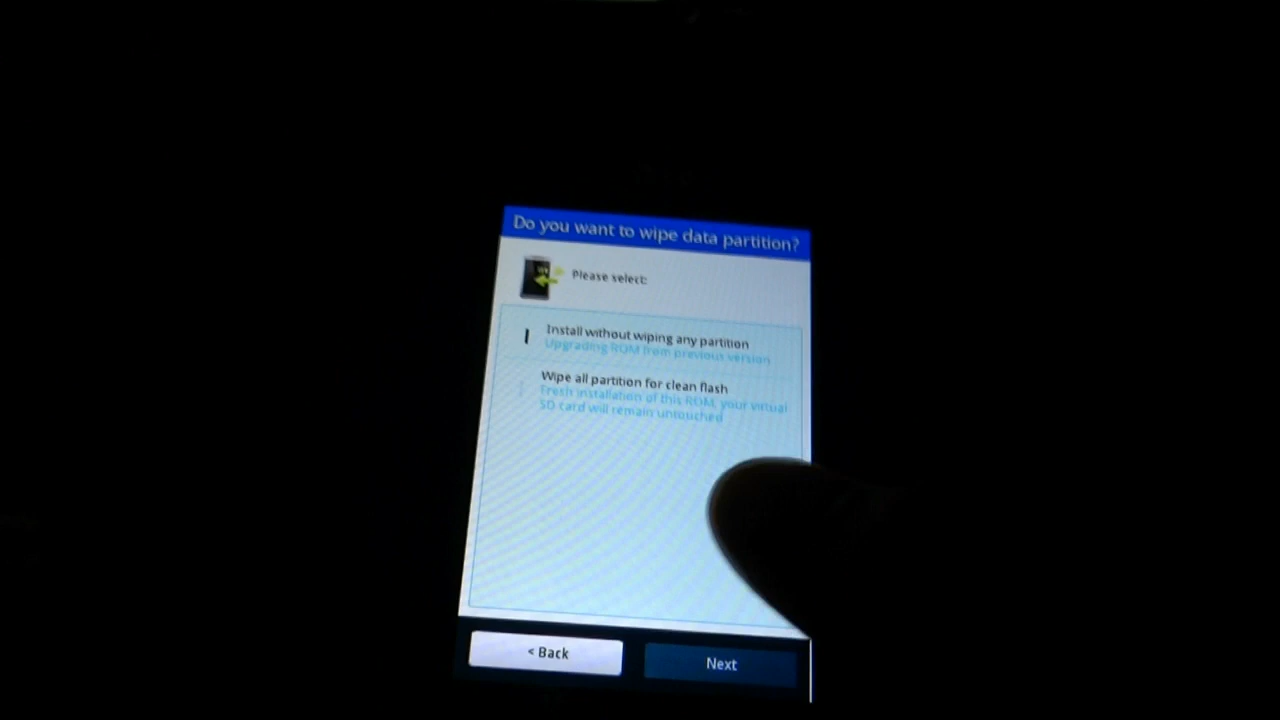 Do you want to wipe data partition?
Please select:
Install without wiping any partition
Upgrading ROM from previous version
Wipe all partition for clean flash
Fresh installation of this ROM, your virtual
SD card will remain untouched
< Back
Next